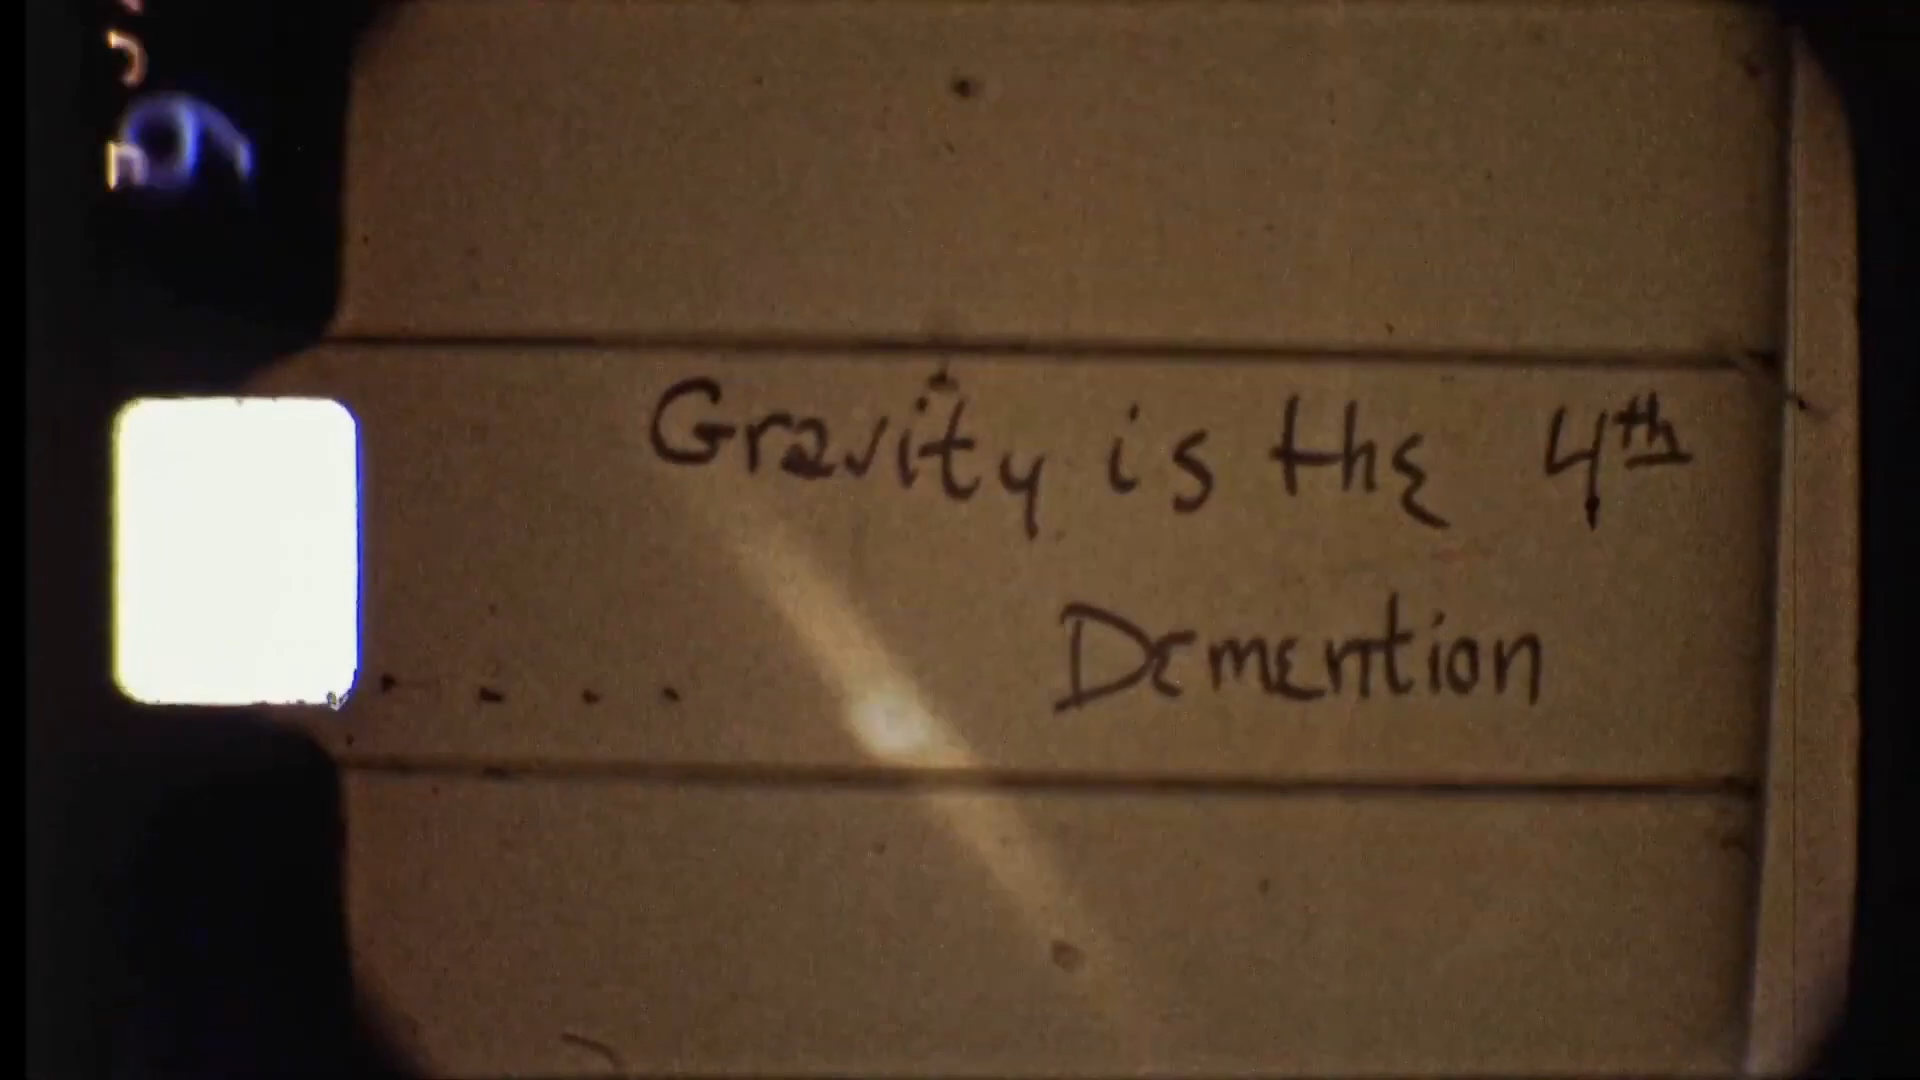 Gravity is the 4th
.... Demention